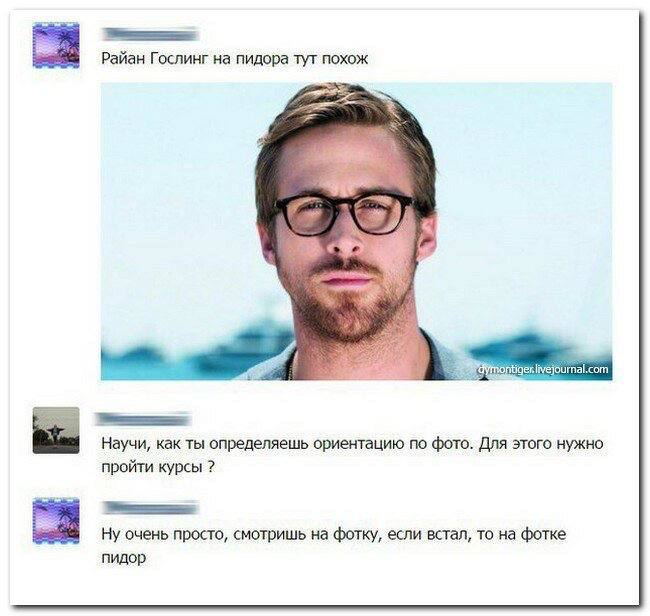 Райан Гослинг на пидора тут похож
dymontiger.livejournal.com
Научи, как ты определяешь ориентацию по фото. Для этого нужно
пройти курсы ?
Ну очень просто, смотришь на фотку, если встал, то на фотке
пидор